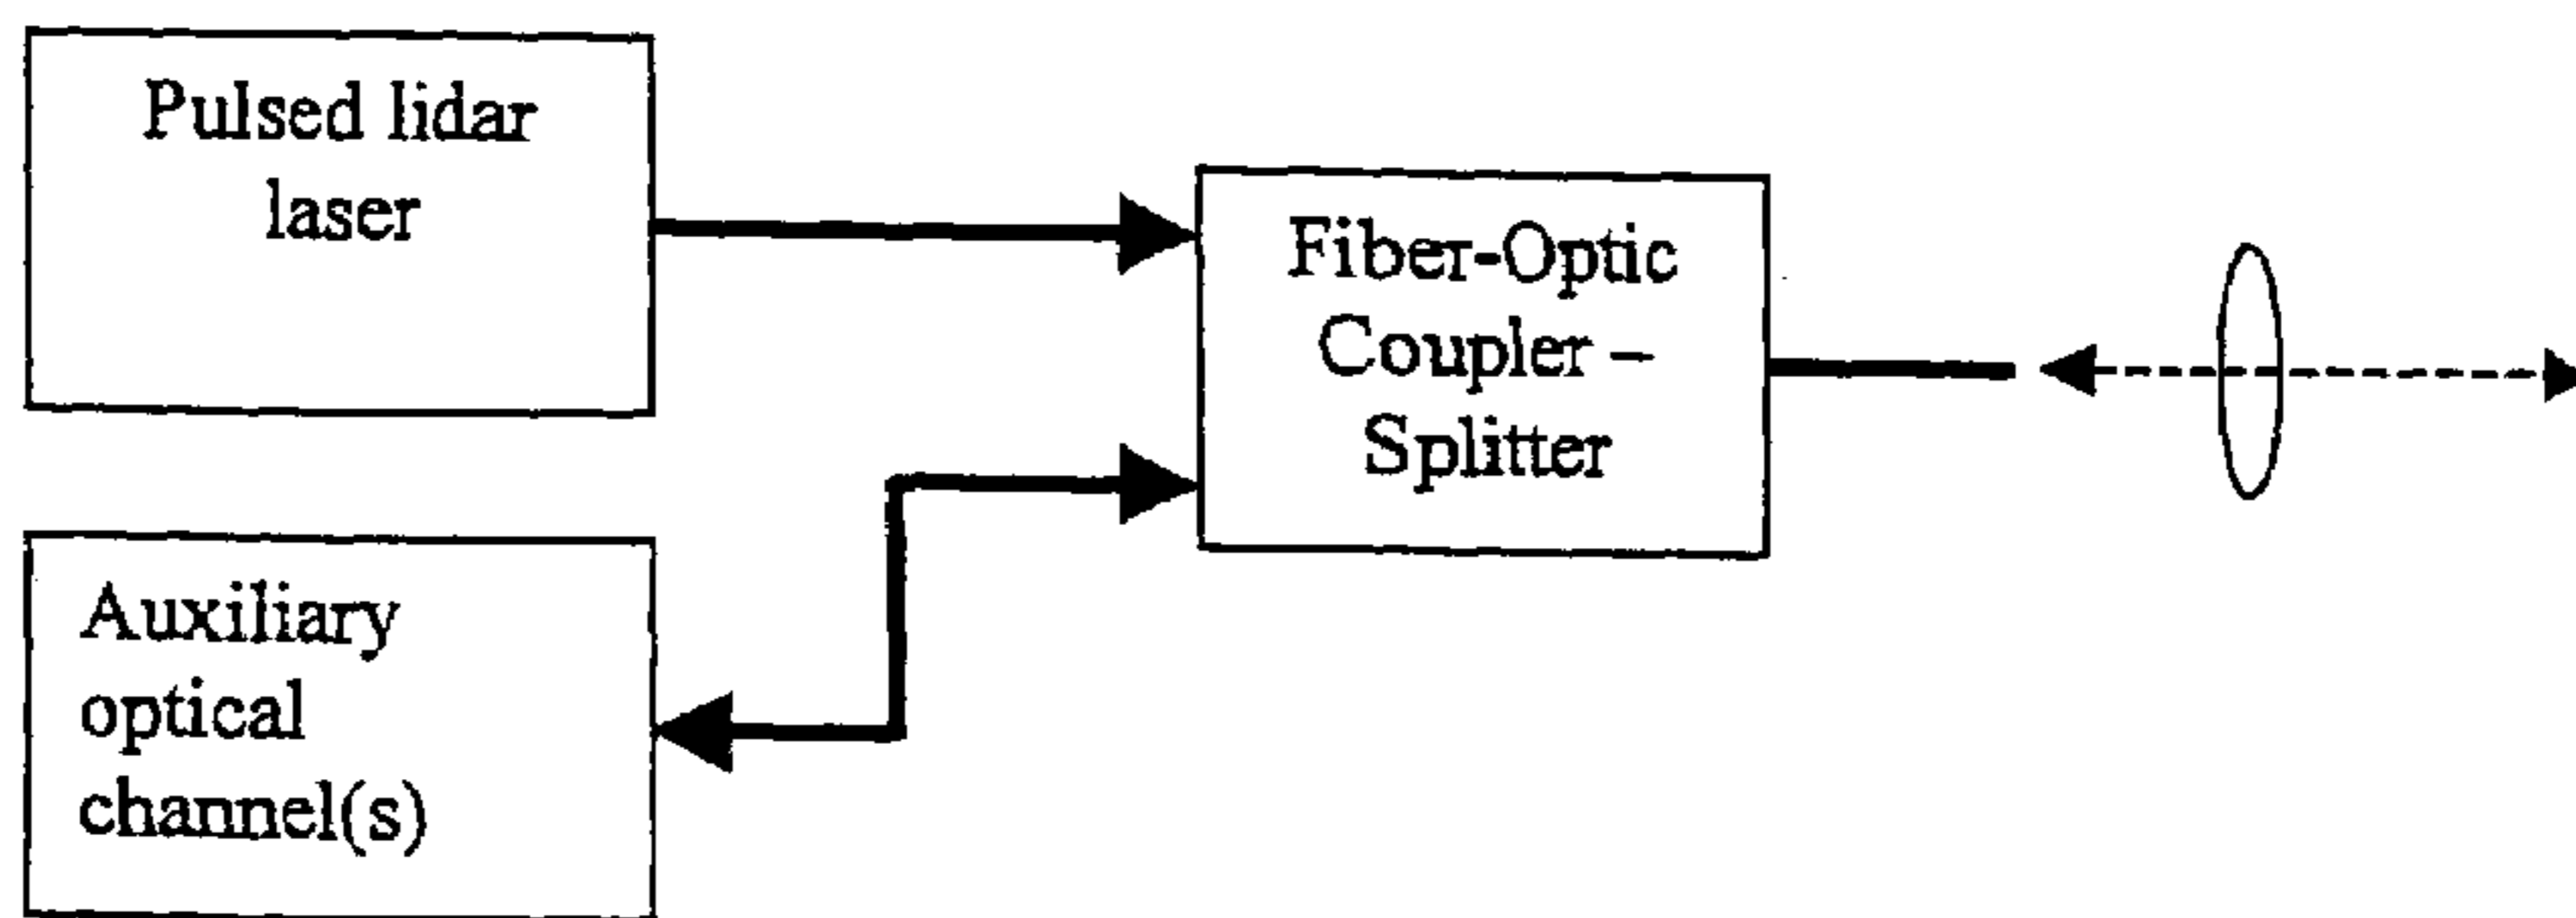 Pulsed lidar
laser
Fiber-Optic
Coupler –
Splitter
Auxiliary
optical
channel(s)